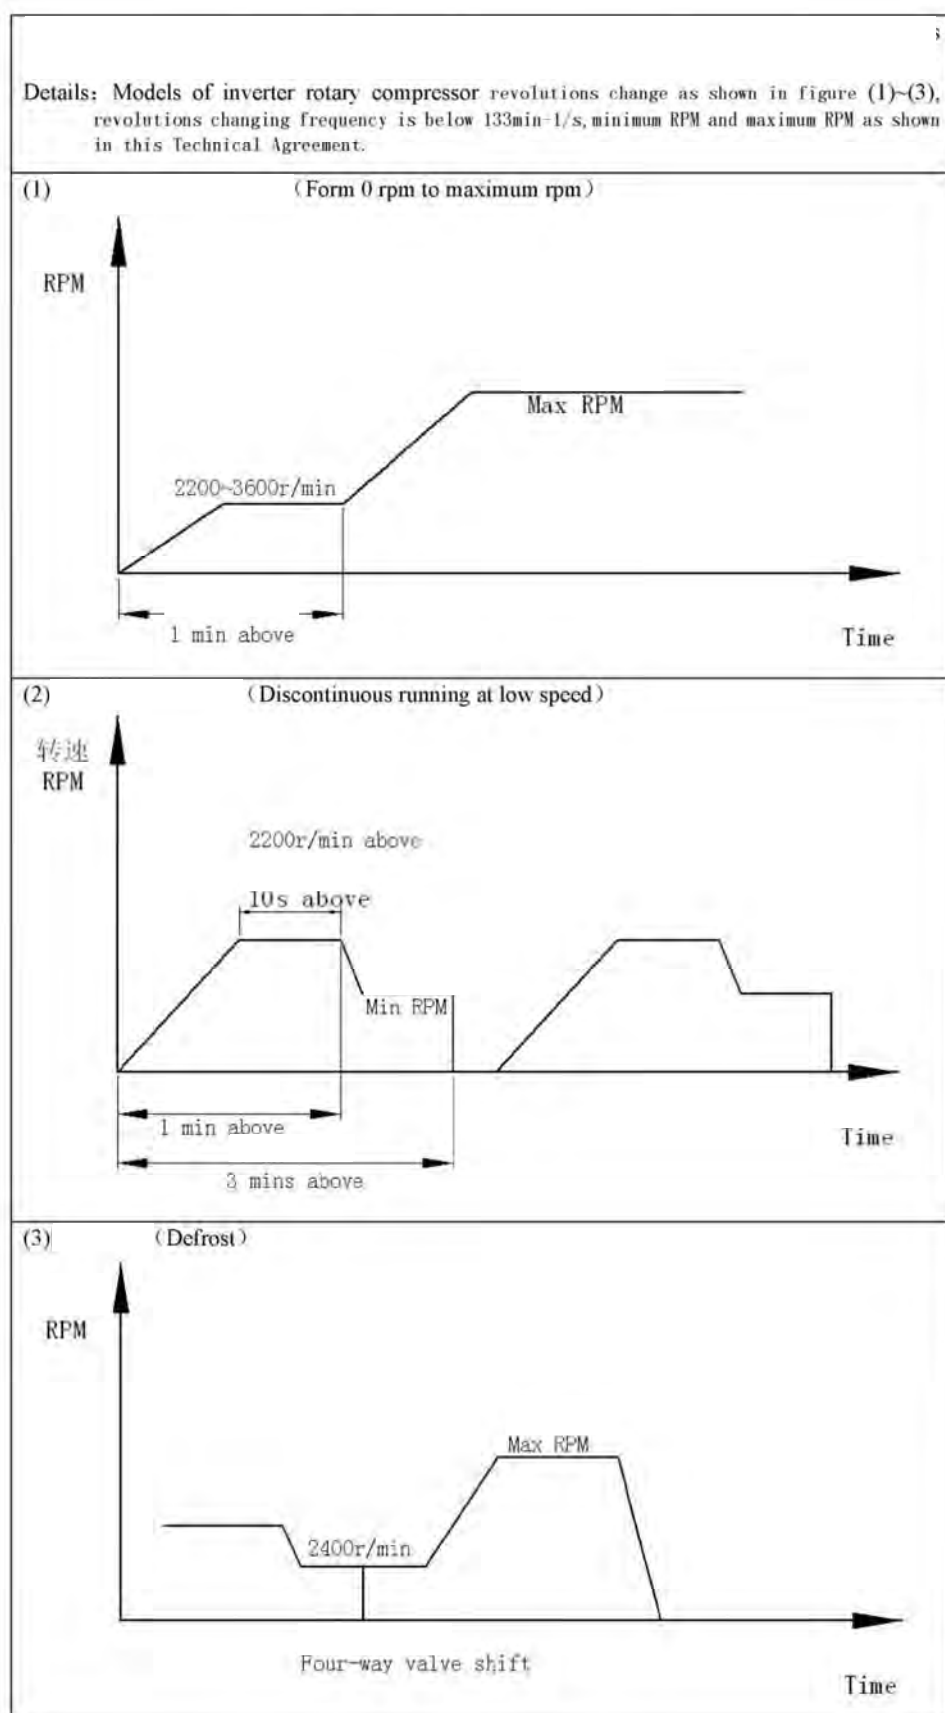 s
Details: Models of inverter rotary compressor revolutions change as shown in figure (1)~(3),
revolutions changing frequency is below 133min-1/s, minimum RPM and maximum RPM as shown
in this Technical Agreement.
(1) (Form 0 rpm to maximum rpm)
RPM
Max RPM
2200~3600r/min
1 min above
Time
(2) (Discontinuous running at low speed)
转速
RPM
2200r/min above
10s above
Min RPM
1 min above
Time
3 mins above
(3) (Defrost)
RPM
Max RPM
2400r/min
Four-way valve shift
Time